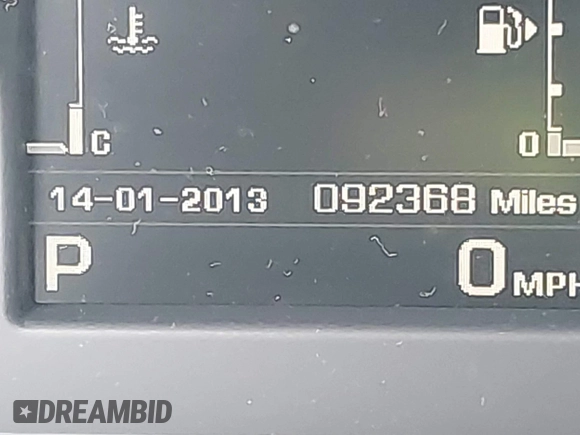 C 0
14-01-2013 092368 Miles
P 0 MPH
DREAMBID